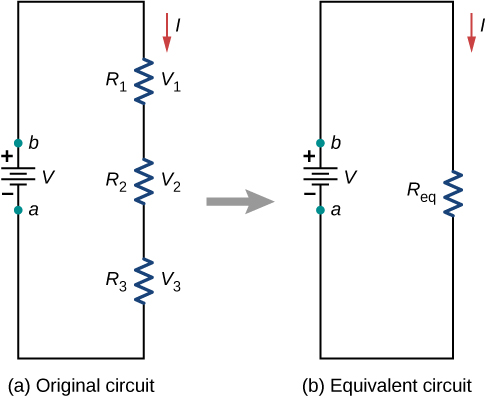 I
R1 V1
b
+
V
R2 V2
−
a
R3 V3
(a) Original circuit
I
b
+
V
Req
−
a
(b) Equivalent circuit